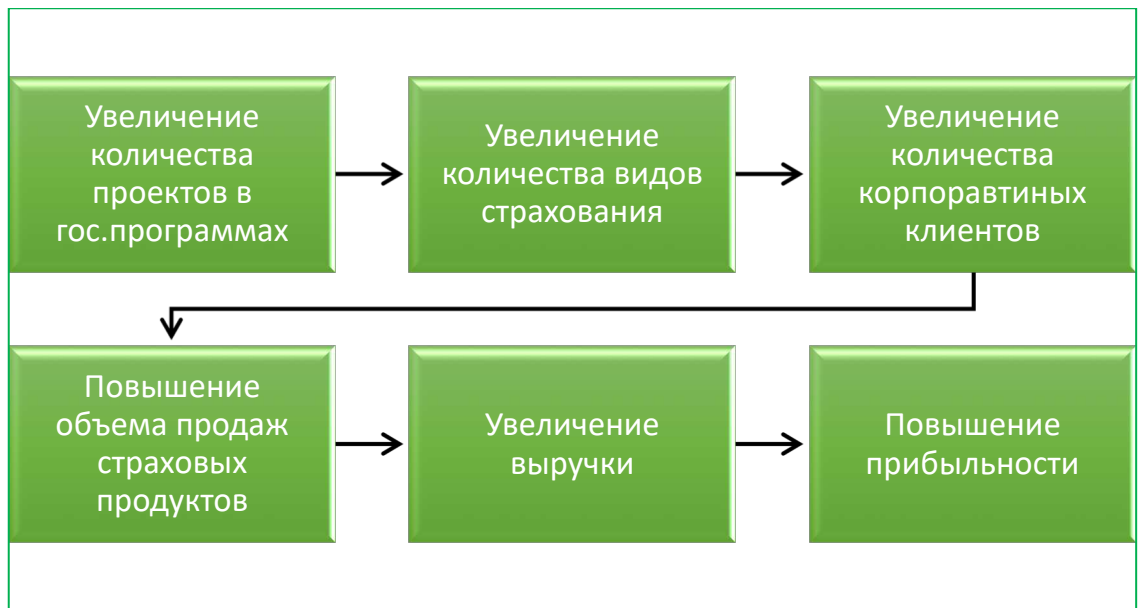 Увеличение
количества
проектов в
гос.программах
Увеличение
количества видов
страхования
Увеличение
количества
корпоравтиных
клиентов
Повышение
объема продаж
страховых
продуктов
Увеличение
выручки
Повышение
прибыльности